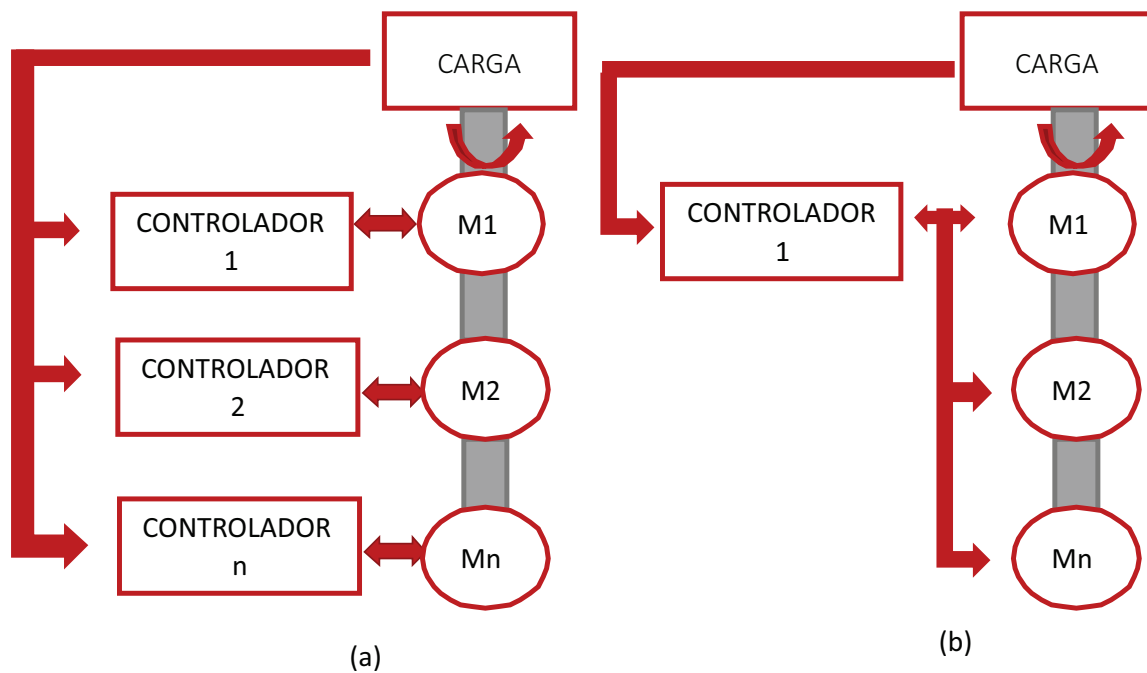 CARGA
CONTROLADOR
1
M1
CONTROLADOR
2
M2
CONTROLADOR
n
Mn
(a)
CARGA
CONTROLADOR
1
M1
M2
Mn
(b)